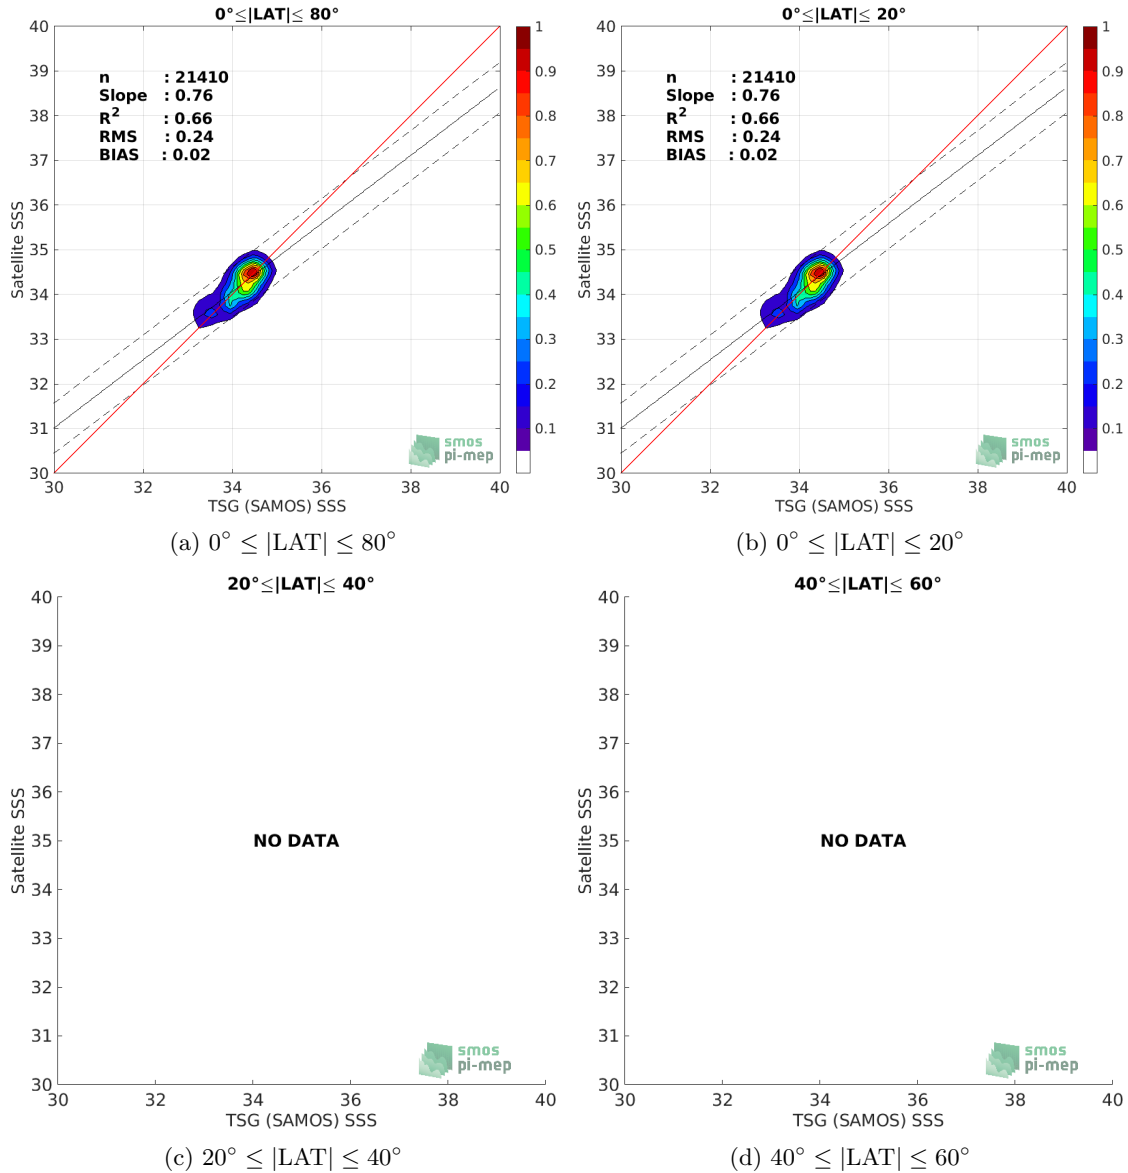 0°≤|LAT|≤ 80°
40
39
38
37
36
35
34
33
32
31
30
30
32
34
36
38
40
Satellite SSS
TSG (SAMOS) SSS
n : 21410
Slope : 0.76
R² : 0.66
RMS : 0.24
BIAS : 0.02
1
0.9
0.8
0.7
0.6
0.5
0.4
0.3
0.2
0.1
smos
pi-mep
(a) 0° ≤ |LAT| ≤ 80°
0°≤|LAT|≤ 20°
40
39
38
37
36
35
34
33
32
31
30
30
32
34
36
38
40
Satellite SSS
TSG (SAMOS) SSS
n : 21410
Slope : 0.76
R² : 0.66
RMS : 0.24
BIAS : 0.02
1
0.9
0.8
0.7
0.6
0.5
0.4
0.3
0.2
0.1
smos
pi-mep
(b) 0° ≤ |LAT| ≤ 20°
20°≤|LAT|≤ 40°
40
39
38
37
36
35
34
33
32
31
30
30
32
34
36
38
40
Satellite SSS
TSG (SAMOS) SSS
NO DATA
smos
pi-mep
(c) 20° ≤ |LAT| ≤ 40°
40°≤|LAT|≤ 60°
40
39
38
37
36
35
34
33
32
31
30
30
32
34
36
38
40
Satellite SSS
TSG (SAMOS) SSS
NO DATA
smos
pi-mep
(d) 40° ≤ |LAT| ≤ 60°